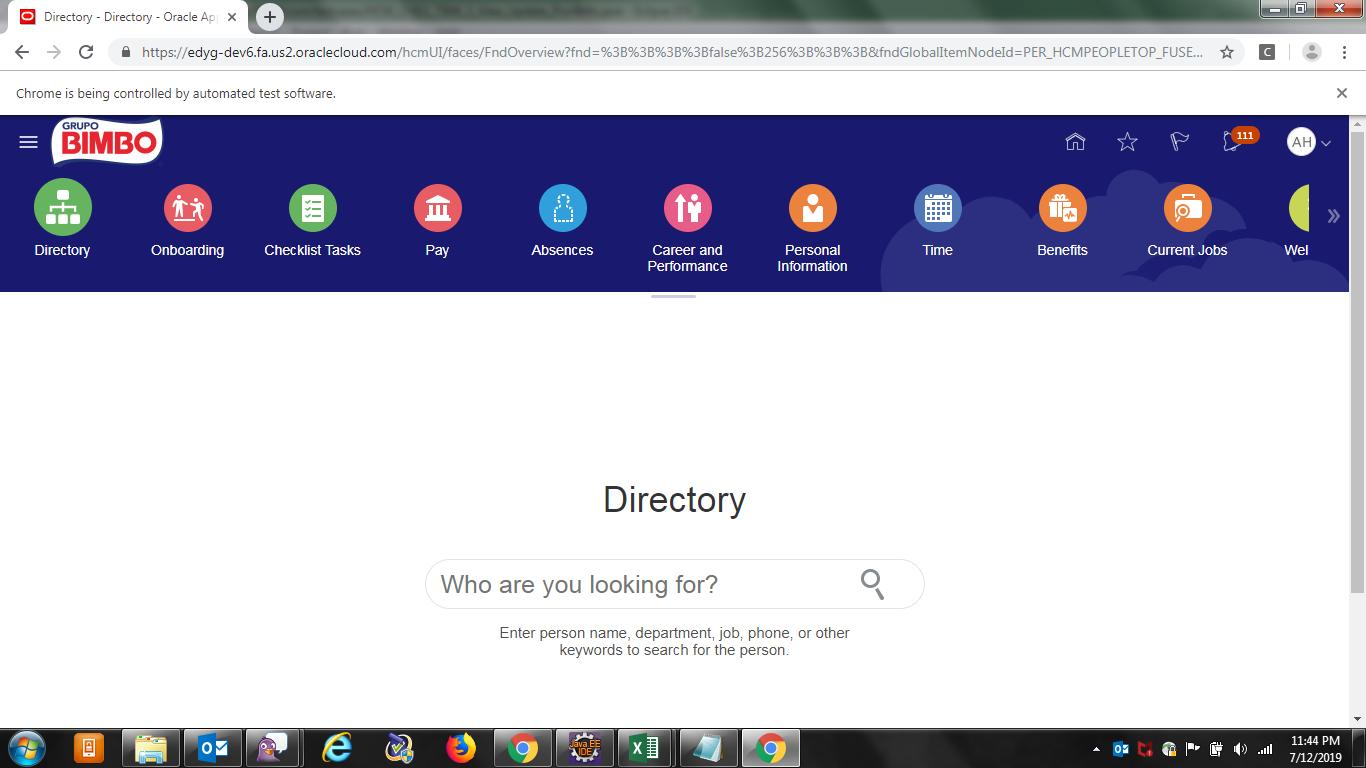 Directory - Directory - Oracle Ap
https://edyg-dev6.fa.us2.oraclecloud.com/hcmUI/faces/FndOverview?fnd=%3B%3B%3B%3Bfalse%3B256%3B%3B%3B&fndGlobalItemNodeId=PER_HCMPEOPLETOP_FUSE...
C
Chrome is being controlled by automated test software.
GRUPO
BIMBO
111
AH
Directory
Onboarding
Checklist Tasks
Pay
Absences
Career and
Performance
Personal
Information
Time
Benefits
Current Jobs
Wel
Directory
Who are you looking for?
Enter person name, department, job, phone, or other
keywords to search for the person.
Java EE
IDE
11:44 PM
7/12/2019